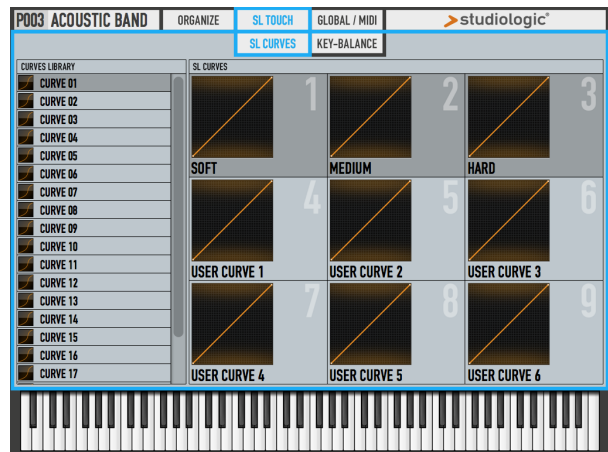 P003 ACOUSTIC BAND
ORGANIZE
SL TOUCH
GLOBAL / MIDI
studiologic®
SL CURVES
KEY-BALANCE
CURVES LIBRARY
CURVE 01
CURVE 02
CURVE 03
CURVE 04
CURVE 05
CURVE 06
CURVE 07
CURVE 08
CURVE 09
CURVE 10
CURVE 11
CURVE 12
CURVE 13
CURVE 14
CURVE 15
CURVE 16
CURVE 17
SL CURVES
1
SOFT
2
MEDIUM
3
HARD
4
USER CURVE 1
5
USER CURVE 2
6
USER CURVE 3
7
USER CURVE 4
8
USER CURVE 5
9
USER CURVE 6